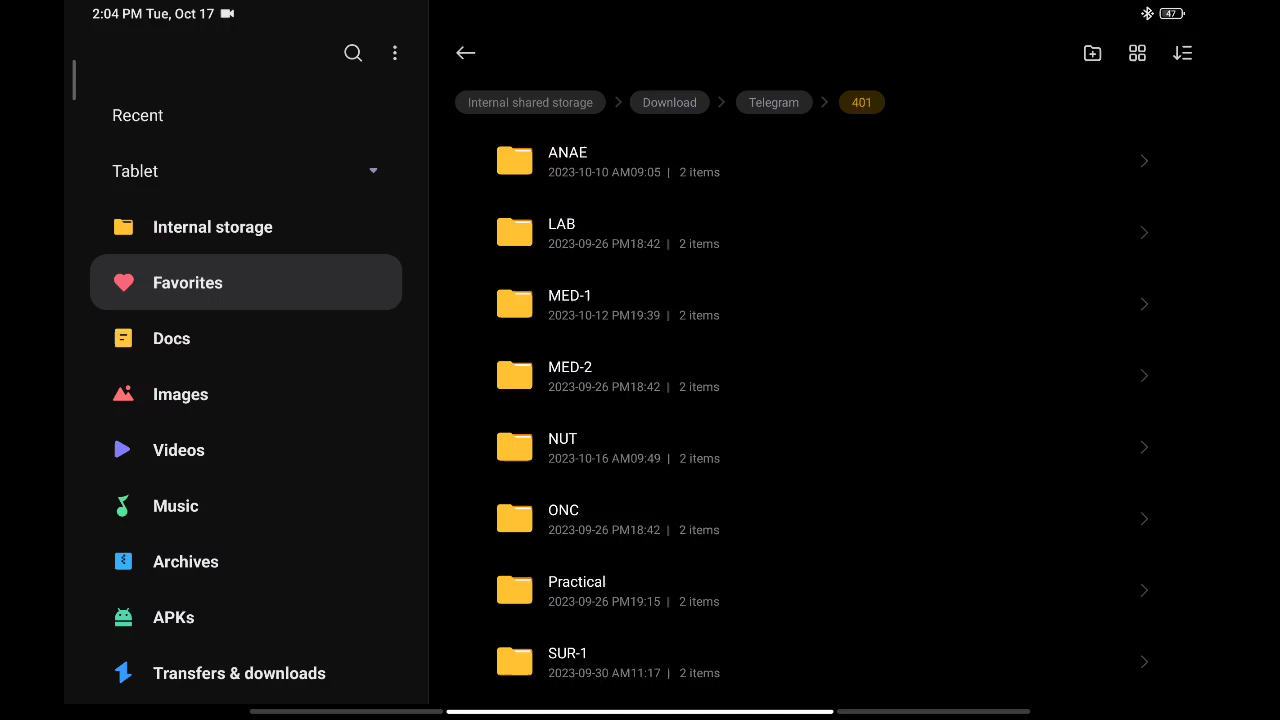 2:04 PM Tue, Oct 17
47
Recent
Tablet
Internal storage
Favorites
Docs
Images
Videos
Music
Archives
APKs
Transfers & downloads
Internal shared storage
Download
Telegram
401
ANAE
2023-10-10 AM09:05 | 2 items
LAB
2023-09-26 PM18:42 | 2 items
MED-1
2023-10-12 PM19:39 | 2 items
MED-2
2023-09-26 PM18:42 | 2 items
NUT
2023-10-16 AM09:49 | 2 items
ONC
2023-09-26 PM18:42 | 2 items
Practical
2023-09-26 PM19:15 | 2 items
SUR-1
2023-09-30 AM11:17 | 2 items